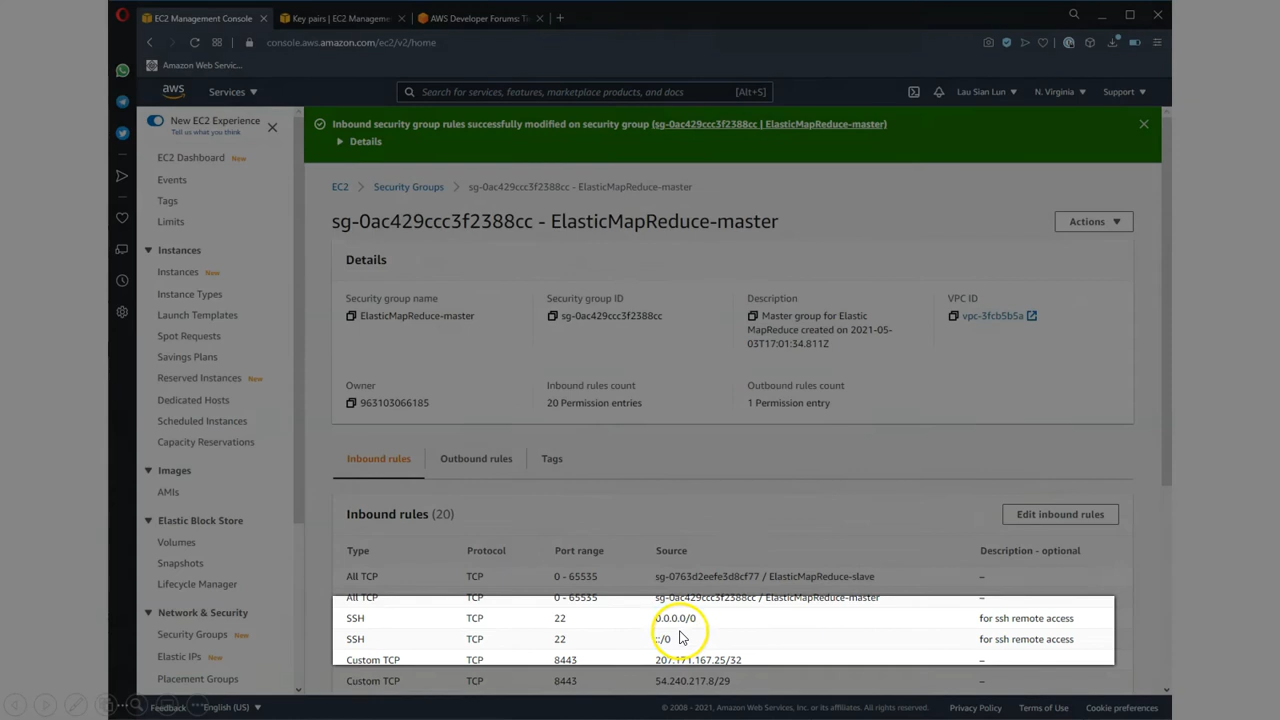 EC2 Management Console
Key pairs | EC2 Manageme
AWS Developer Forums: Ti
console.aws.amazon.com/ec2/v2/home
Amazon Web Servic...
aws
Services
Search for services, features, marketplace products, and docs
[Alt+S]
Lau Sian Lun
N. Virginia
Support
New EC2 Experience
Tell us what you think
EC2 Dashboard New
Events
Tags
Limits
Instances
Instances New
Instance Types
Launch Templates
Spot Requests
Savings Plans
Reserved Instances New
Dedicated Hosts
Scheduled Instances
Capacity Reservations
Images
AMIs
Elastic Block Store
Volumes
Snapshots
Lifecycle Manager
Network & Security
Security Groups New
Elastic IPs New
Placement Groups
Inbound security group rules successfully modified on security group (sg-0ac429ccc3f2388cc | ElasticMapReduce-master)
Details
EC2 > Security Groups > sg-0ac429ccc3f2388cc - ElasticMapReduce-master
sg-0ac429ccc3f2388cc - ElasticMapReduce-master
Actions
Details
Security group name
ElasticMapReduce-master
Security group ID
sg-0ac429ccc3f2388cc
Description
Master group for Elastic
MapReduce created on 2021-05-
03T17:01:34.811Z
VPC ID
vpc-3fcb5b5a
Owner
963103066185
Inbound rules count
20 Permission entries
Outbound rules count
1 Permission entry
Inbound rules
Outbound rules
Tags
Inbound rules (20)
Edit inbound rules
Type Protocol Port range Source Description - optional
All TCP TCP 0 - 65535 sg-0763d2eefe3d8cf77 / ElasticMapReduce-slave –
All TCP TCP 0 - 65535 sg-0ac429ccc3f2388cc / ElasticMapReduce-master –
SSH TCP 22 0.0.0.0/0 for ssh remote access
SSH TCP 22 ::/0 for ssh remote access
Custom TCP TCP 8443 207.171.167.25/32 –
Custom TCP TCP 8443 54.240.217.8/29 –
English (US)
© 2008 - 2021, Amazon Web Services, Inc. or its affiliates. All rights reserved.
Privacy Policy
Terms of Use
Cookie preferences